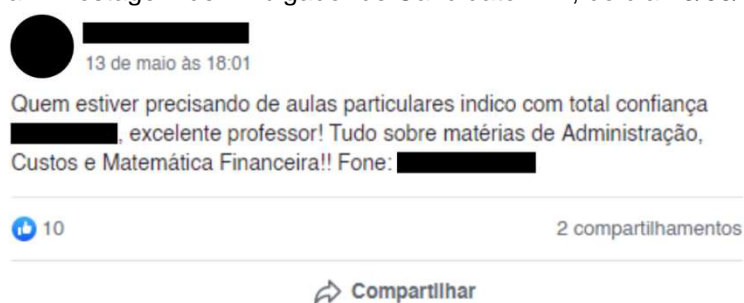 13 de maio às 18:01
Quem estiver precisando de aulas particulares indico com total confiança
, excelente professor! Tudo sobre matérias de Administração,
Custos e Matemática Financeira!! Fone:
10
2 compartilhamentos
Compartilhar